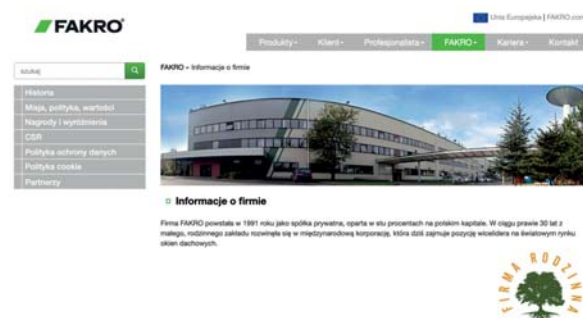 FAKRO®
Unia Europejska | FAKRO.com
Produkty Klient Profesjonalista FAKRO Kariera Kontakt
szukaj
FAKRO » Informacje o firmie
Historia
Misja, polityka, wartości
Nagrody i wyróżnienia
CSR
Polityka ochrony danych
Polityka cookie
Partnerzy
Informacje o firmie
Firma FAKRO powstała w 1991 roku jako spółka prywatna, oparta w stu procentach na polskim kapitale. W ciągu prawie 30 lat z
małego, rodzinnego zakładu rozwinęła się w międzynarodową korporację, która dziś zajmuje pozycję wicelidera na światowym rynku
okien dachowych.
FIRMA RODZINNA